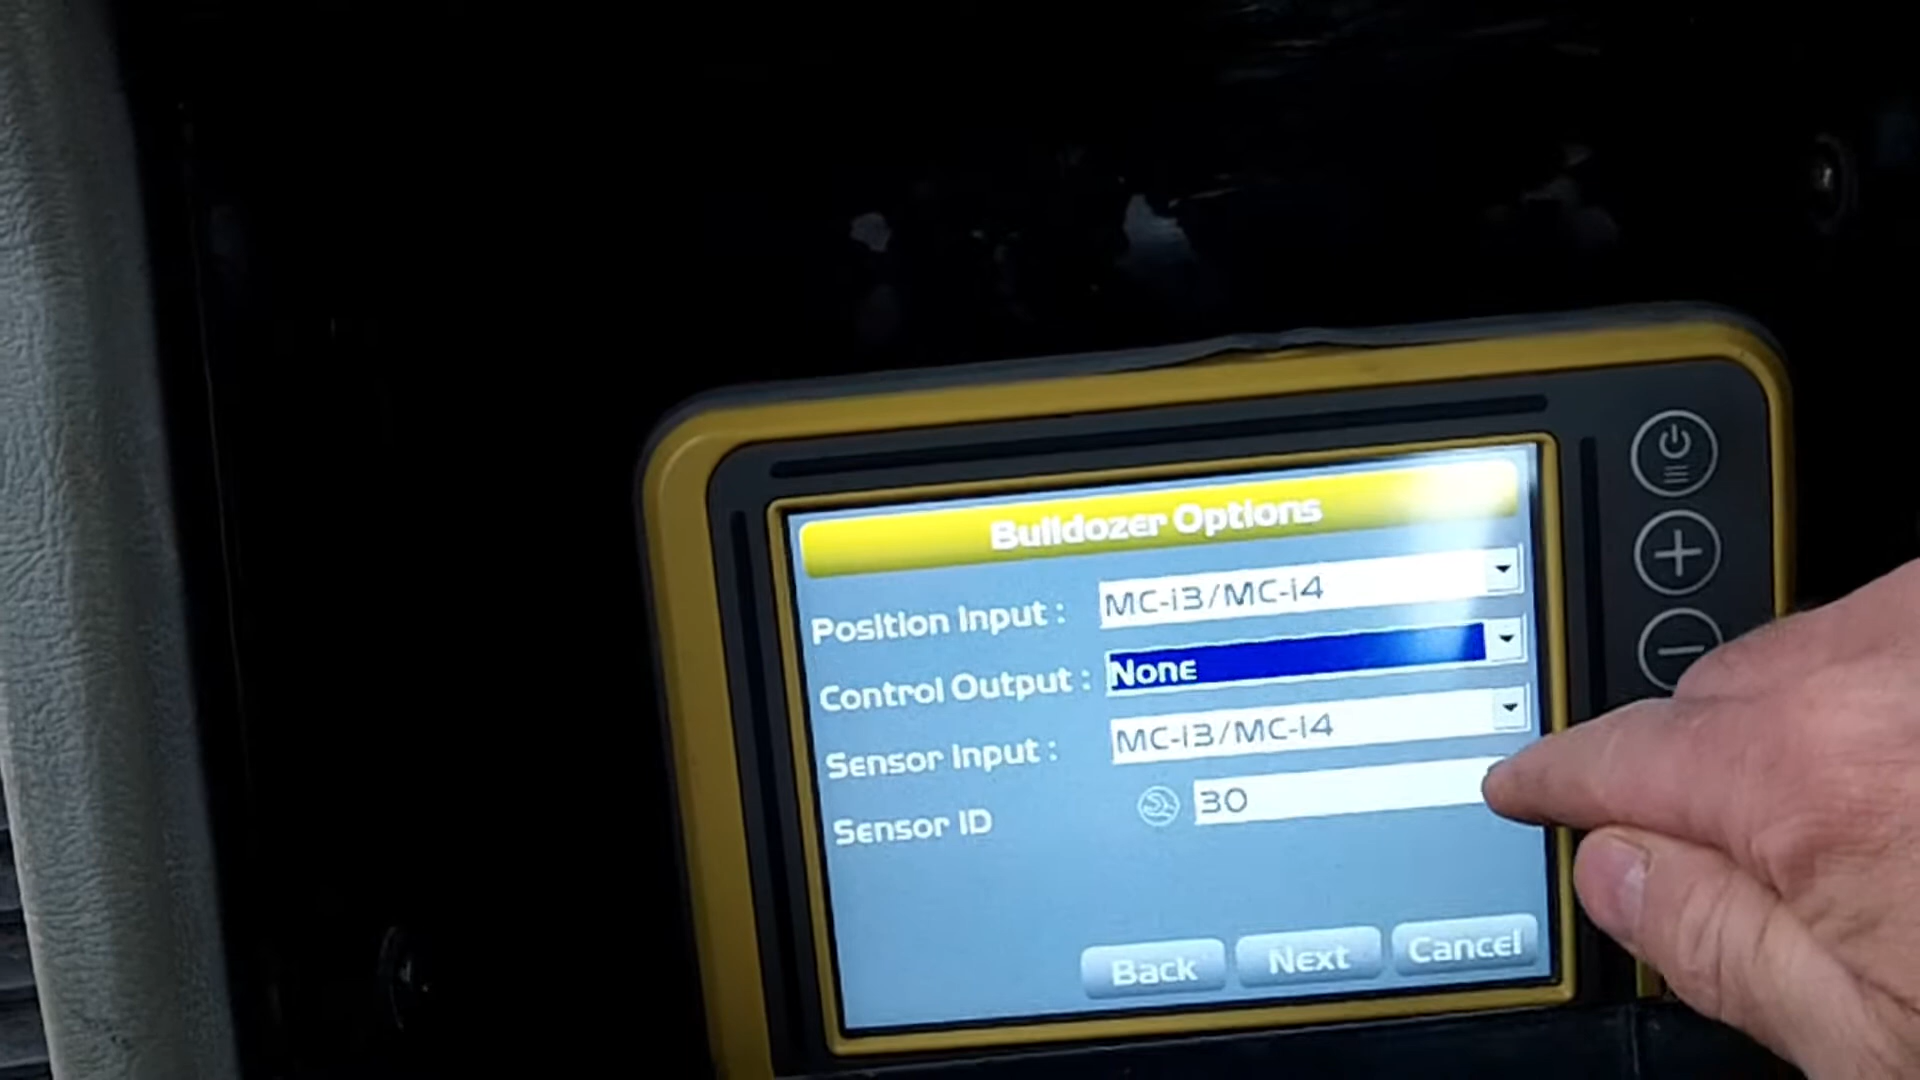 Bulldozer Options
Position Input : MC-i3/MC-i4
Control Output : None
Sensor Input : MC-i3/MC-i4
Sensor ID 30
Back Next Cancel